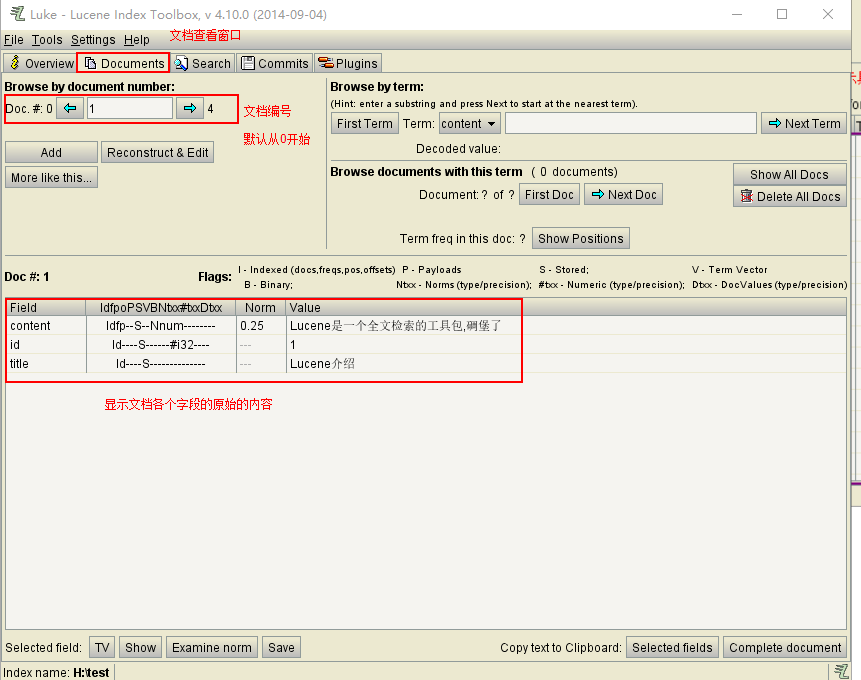 Luke - Lucene Index Toolbox, v 4.10.0 (2014-09-04)
File Tools Settings Help
文档查看窗口
Overview Documents Search Commits Plugins
Browse by document number:
Doc. #: 0 1 4
文档编号
默认从0开始
Add Reconstruct & Edit
More like this...
Browse by term:
(Hint: enter a substring and press Next to start at the nearest term).
First Term Term: content Next Term
Decoded value:
Browse documents with this term ( 0 documents)
Show All Docs
Document: ? of ? First Doc Next Doc
Delete All Docs
Term freq in this doc: ? Show Positions
Doc #: 1 Flags:
I - Indexed (docs,freqs,pos,offsets) P - Payloads S - Stored; V - Term Vector
B - Binary; Ntxx - Norms (type/precision); #txx - Numeric (type/precision); Dtxx - DocValues (type/precision)
Field IdfpoPSVBNtxx#txxDtxx Norm Value
content Idfp--S--Nnum-------- 0.25 Lucene是一个全文检索的工具包,碉堡了
id Id----S------#i32---- --- 1
title Id----S-------------- --- Lucene介绍
显示文档各个字段的原始的内容
Selected field: TV Show Examine norm Save
Copy text to Clipboard: Selected fields Complete document
Index name: H:\test